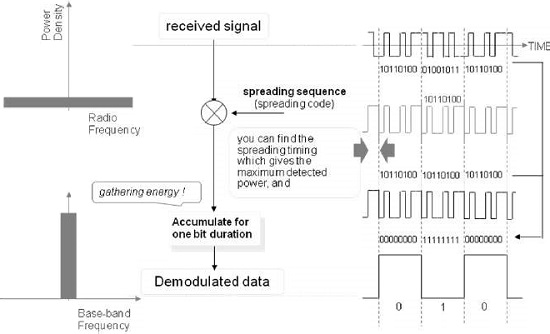 Power
Density
received signal
TIME
10110100 01001011 10110100
Radio
Frequency
spreading sequence
(spreading code)
10110100
you can find the
spreading timing
which gives the
maximum detected
power, and
10110100 10110100 10110100
gathering energy !
Accumulate for
one bit duration
00000000 11111111 00000000
Demodulated data
0 1 0
Base-band
Frequency